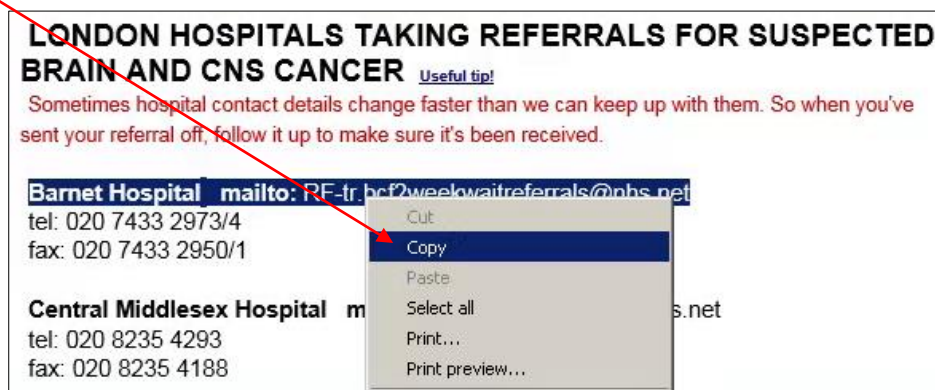 LONDON HOSPITALS TAKING REFERRALS FOR SUSPECTED
BRAIN AND CNS CANCER Useful tip!
Sometimes hospital contact details change faster than we can keep up with them. So when you've
sent your referral off, follow it up to make sure it's been received.
Barnet Hospital mailto: RF-tr.bcf2weekwaitreferrals@nhs.net
tel: 020 7433 2973/4
fax: 020 7433 2950/1
Cut
Copy
Paste
Central Middlesex Hospital m Select all s.net
tel: 020 8235 4293 Print...
fax: 020 8235 4188 Print preview...